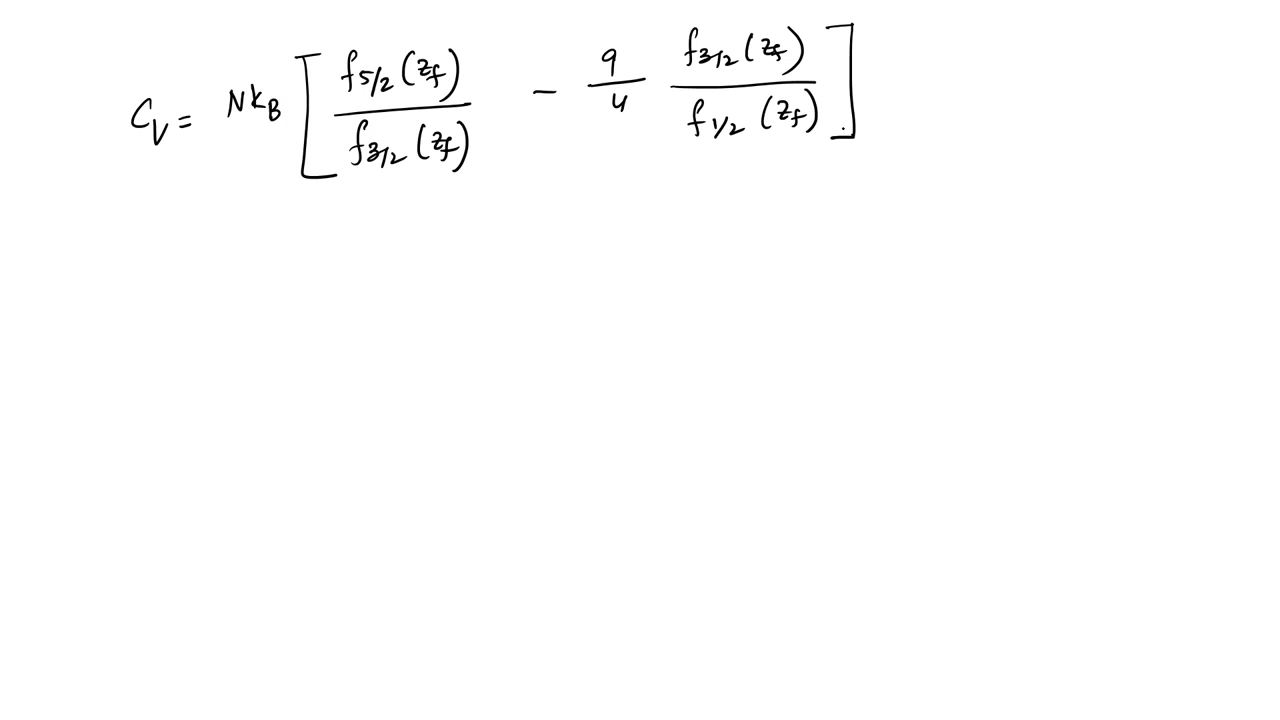 C_V = N k_B [ f_{5/2}(z_f) / f_{3/2}(z_f) - 9/4 f_{3/2}(z_f) / f_{1/2}(z_f) ]